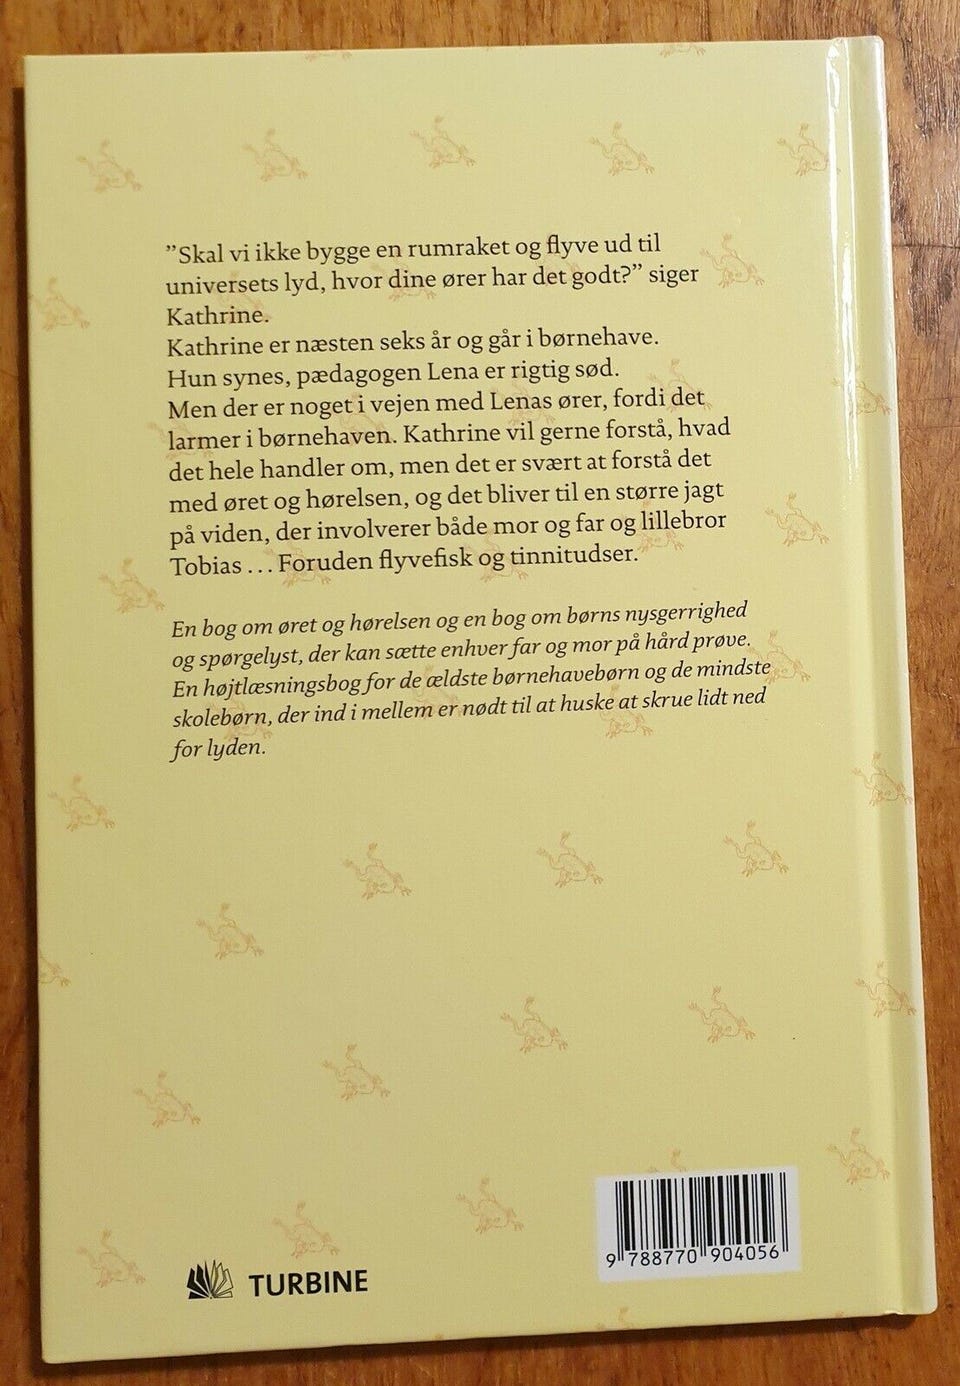 ”Skal vi ikke bygge en rumraket og flyve ud til
universets lyd, hvor dine ører har det godt?” siger
Kathrine.
Kathrine er næsten seks år og går i børnehave.
Hun synes, pædagogen Lena er rigtig sød.
Men der er noget i vejen med Lenas ører, fordi det
larmer i børnehaven. Kathrine vil gerne forstå, hvad
det hele handler om, men det er svært at forstå det
med øret og hørelsen, og det bliver til en større jagt
på viden, der involverer både mor og far og lillebror
Tobias ... Foruden flyvefisk og tinnitudser.
En bog om øret og hørelsen og en bog om børns nysgerrighed
og spørgelyst, der kan sætte enhver far og mor på hård prøve.
En højtlæsningsbog for de ældste børnehavebørn og de mindste
skolebørn, der ind i mellem er nødt til at huske at skrue lidt ned
for lyden.
TURBINE
9 788770 904056